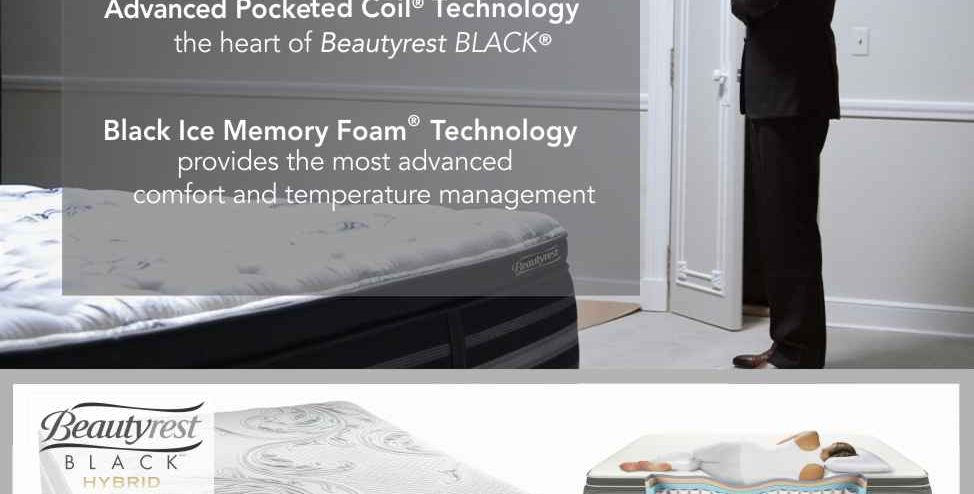 Advanced Pocketed Coil® Technology
the heart of Beautyrest BLACK®
Black Ice Memory Foam® Technology
provides the most advanced
comfort and temperature management
Beautyrest
Beautyrest
BLACK™
HYBRID